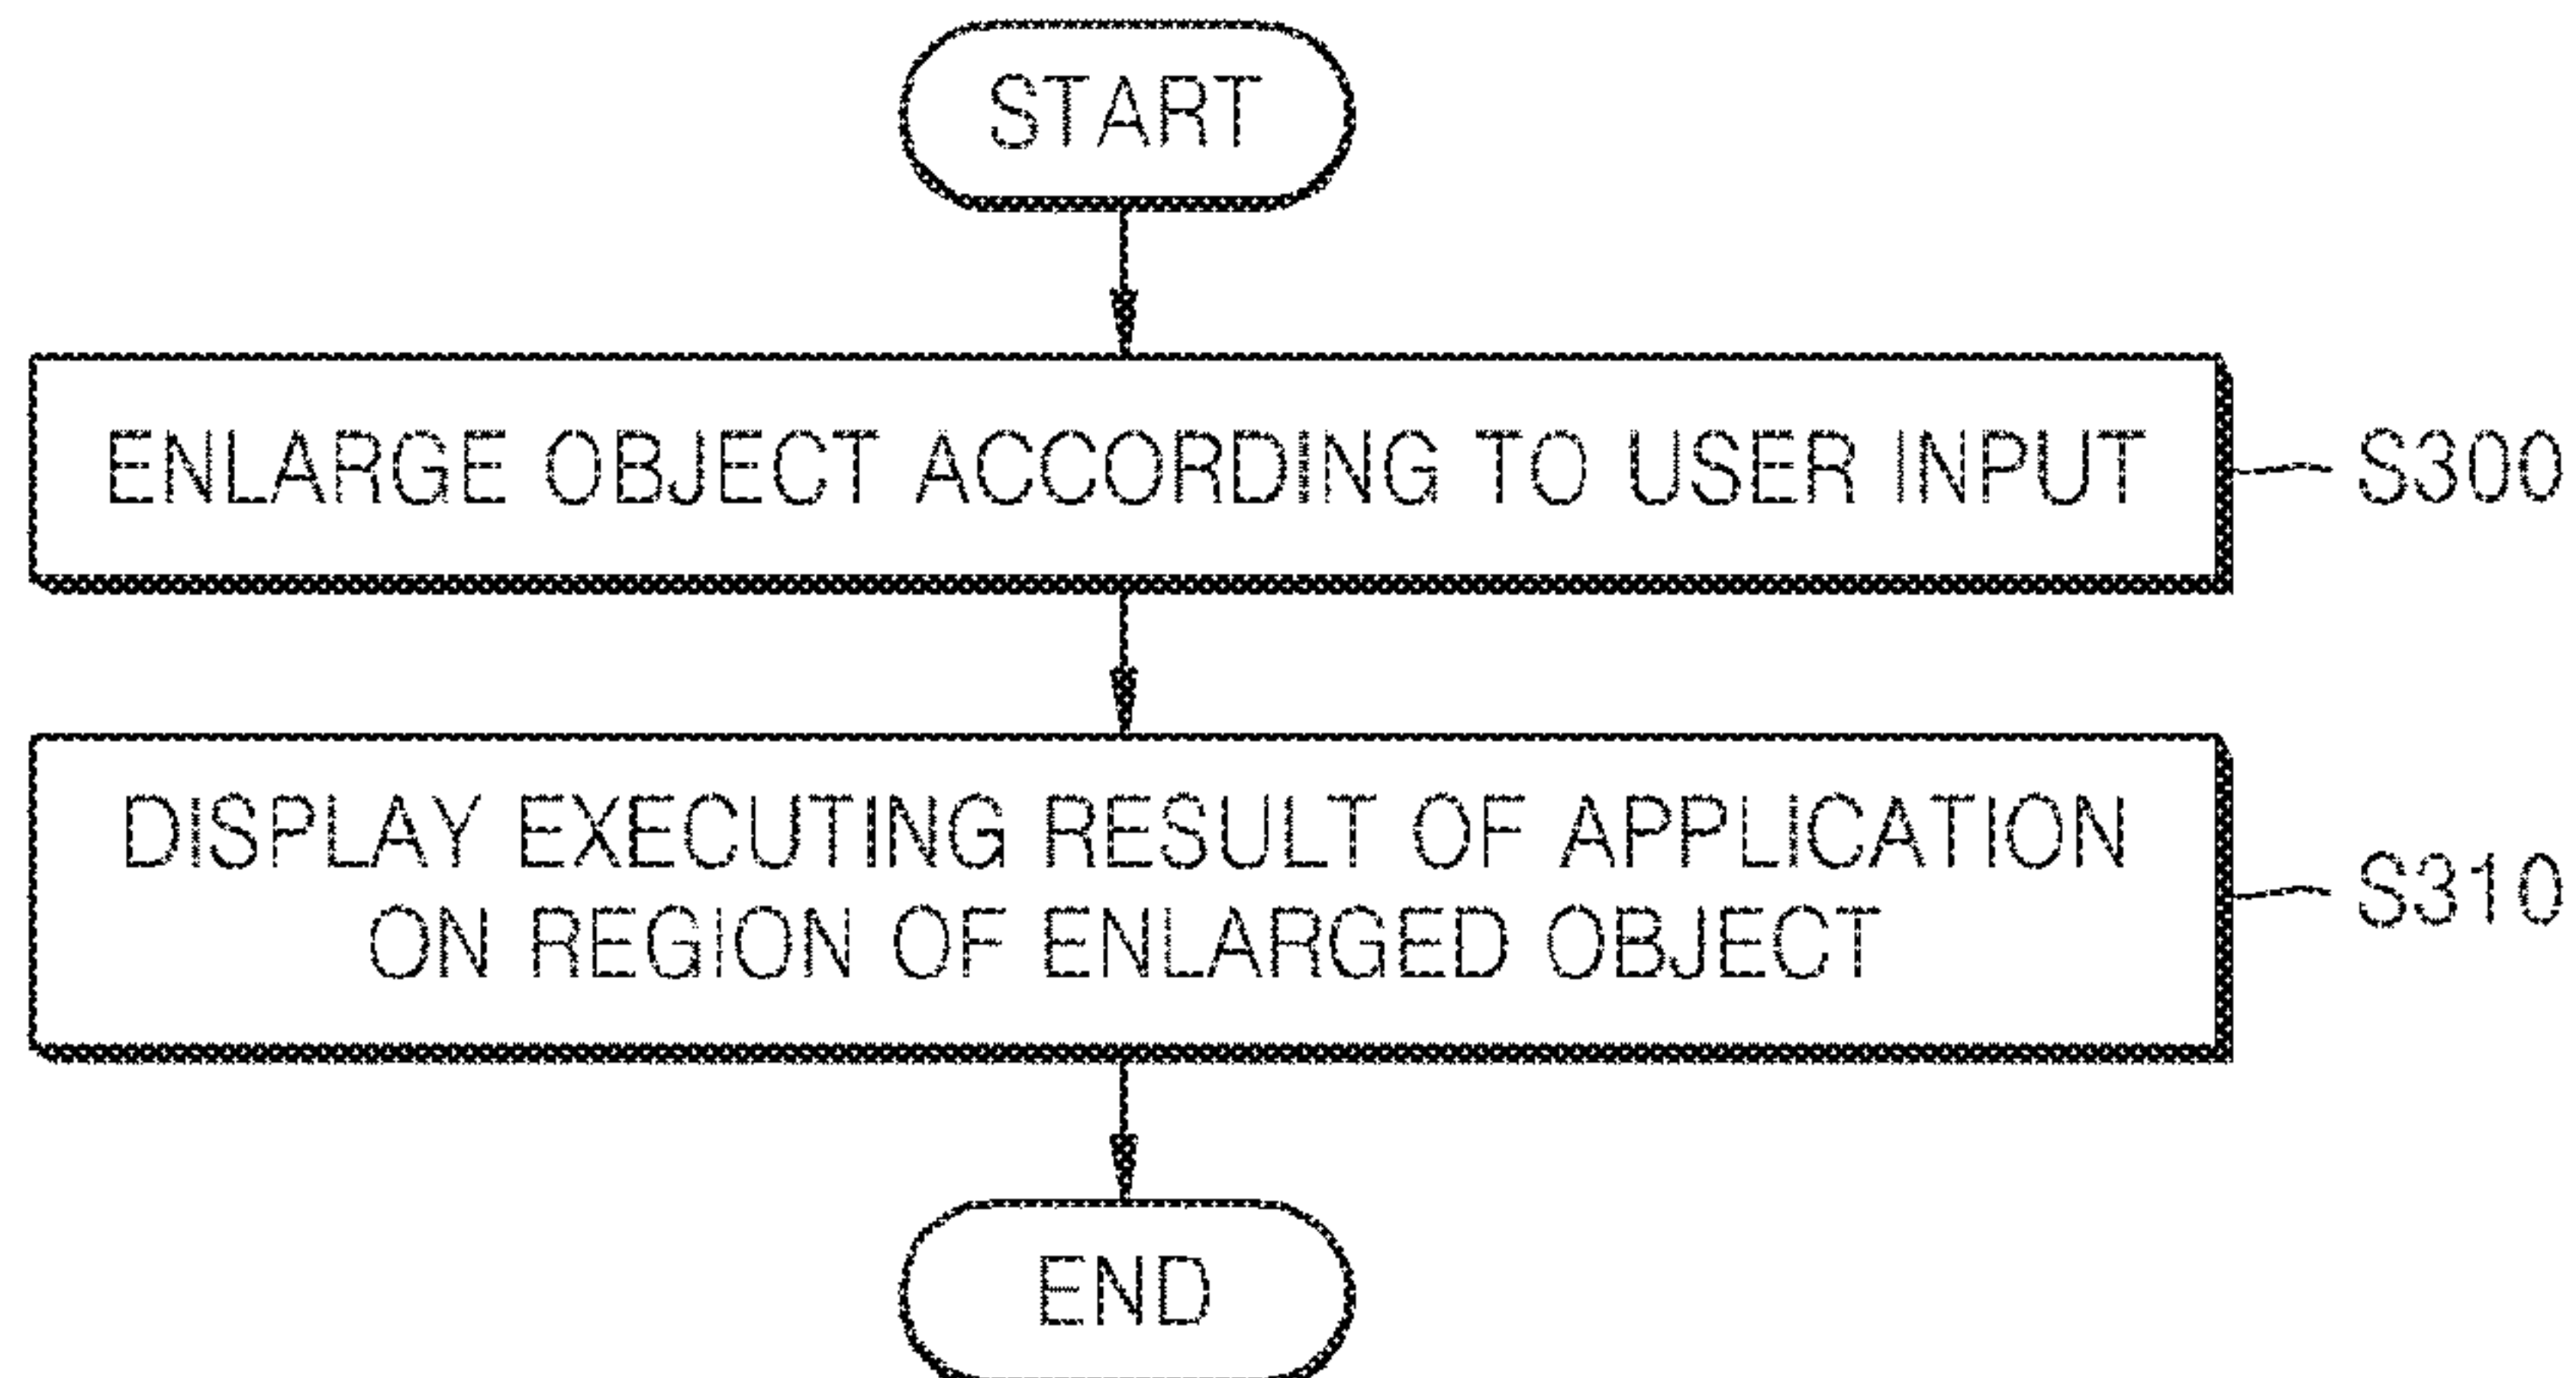 START
ENLARGE OBJECT ACCORDING TO USER INPUT
S300
DISPLAY EXECUTING RESULT OF APPLICATION
ON REGION OF ENLARGED OBJECT
S310
END